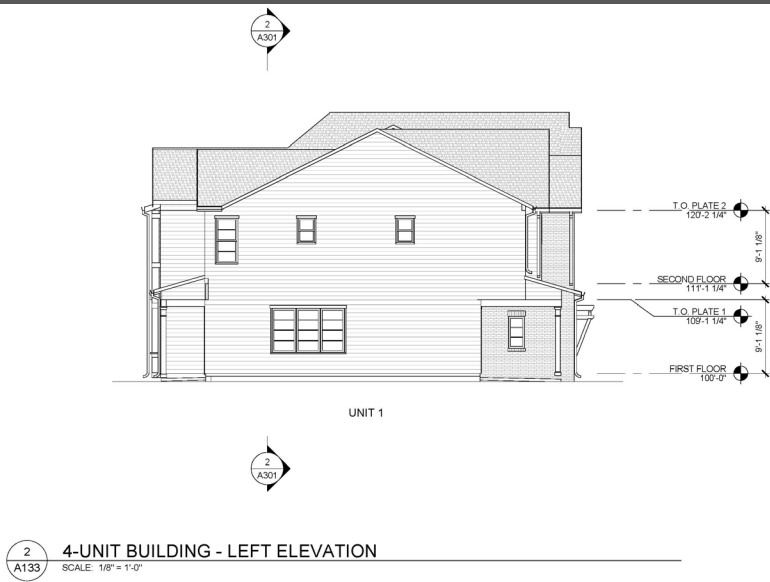 2
A301
T.O. PLATE 2
120'-2 1/4"
9'-1 1/8"
SECOND FLOOR
111'-1 1/4"
T.O. PLATE 1
109'-1 1/4"
9'-1 1/8"
FIRST FLOOR
100'-0"
UNIT 1
2
A301
2
A133
4-UNIT BUILDING - LEFT ELEVATION
SCALE: 1/8" = 1'-0"